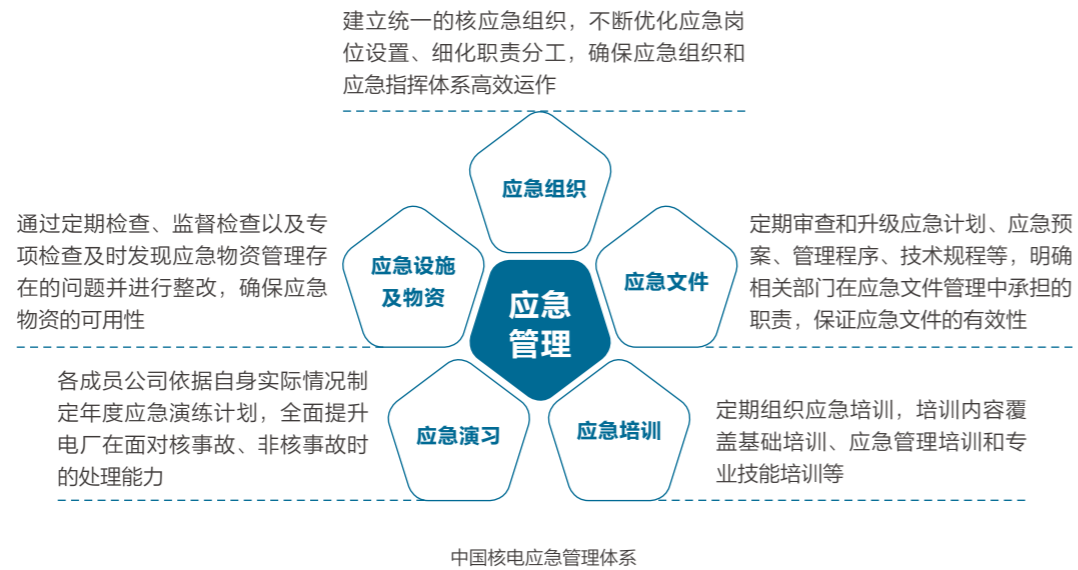 建立统一的核应急组织，不断优化应急岗
位设置、细化职责分工，确保应急组织和
应急指挥体系高效运作
应急组织
通过定期检查、监督检查以及专
项检查及时发现应急物资管理存
在的问题并进行整改，确保应急
物资的可用性
应急设施
及物资
应急
管理
应急文件
定期审查和升级应急计划、应急预
案、管理程序、技术规程等，明确
相关部门在应急文件管理中承担的
职责，保证应急文件的有效性
各成员公司依据自身实际情况制
定年度应急演练计划，全面提升
电厂在面对核事故、非核事故时
的处理能力
应急演习
应急培训
定期组织应急培训，培训内容覆
盖基础培训、应急管理培训和专
业技能培训等
中国核电应急管理体系